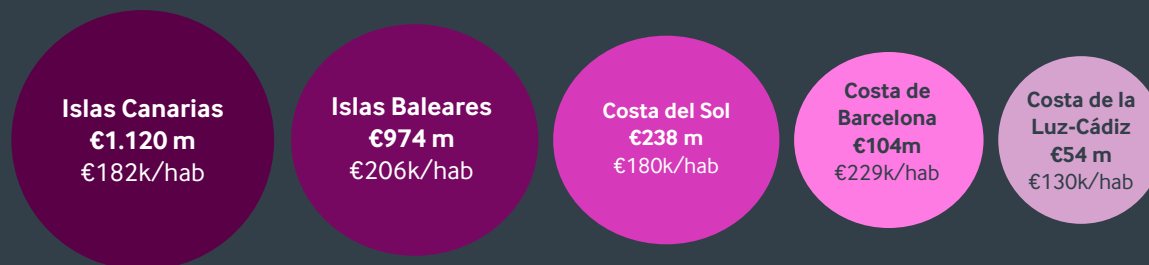 Islas Canarias
€1.120 m
€182k/hab
Islas Baleares
€974 m
€206k/hab
Costa del Sol
€238 m
€180k/hab
Costa de
Barcelona
€104m
€229k/hab
Costa de la
Luz-Cádiz
€54 m
€130k/hab